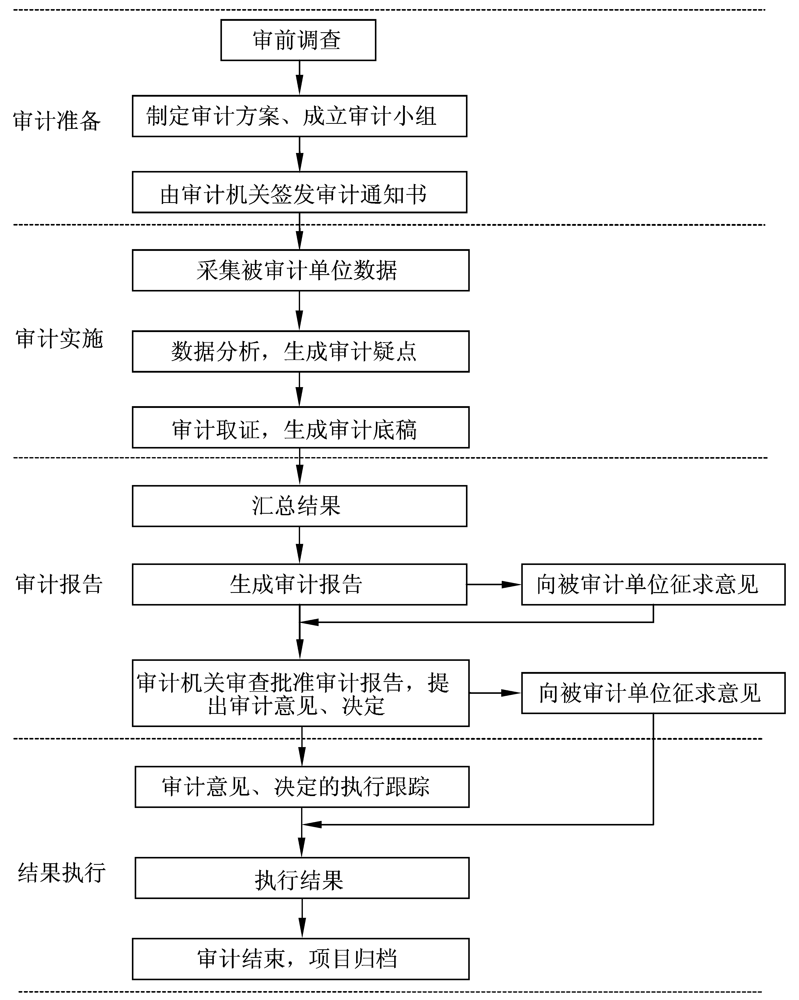 审前调查
审计准备
制定审计方案、成立审计小组
由审计机关签发审计通知书
采集被审计单位数据
审计实施
数据分析，生成审计疑点
审计取证，生成审计底稿
汇总结果
审计报告
生成审计报告
向被审计单位征求意见
审计机关审查批准审计报告，提
出审计意见、决定
向被审计单位征求意见
审计意见、决定的执行跟踪
结果执行
执行结果
审计结束，项目归档